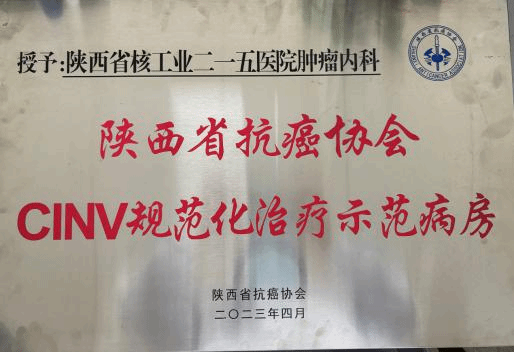 授予:陕西省核工业二一五医院肿瘤内科
陕西省抗癌协会
CINV规范化治疗示范病房
陕西省抗癌协会
二〇二三年四月